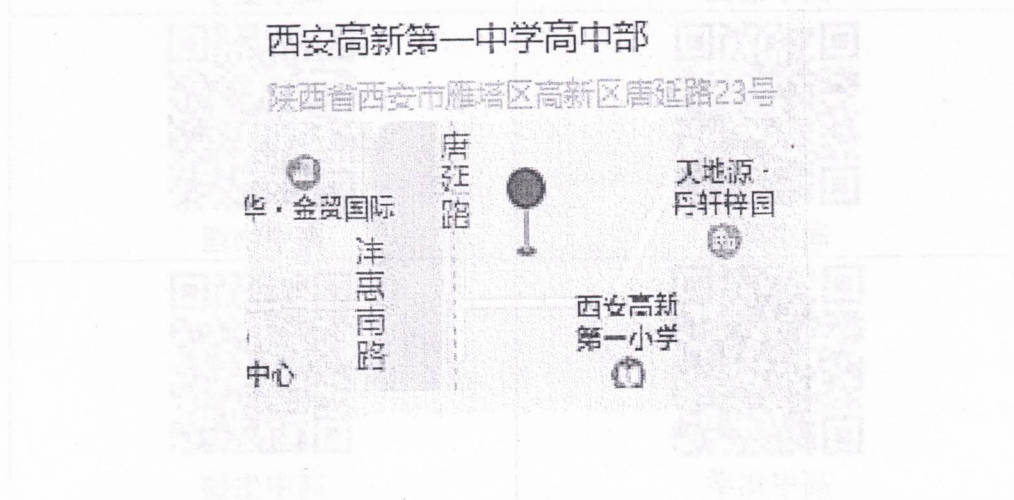 西安高新第一中学高中部
陕西省西安市雁塔区高新区唐延路23号
唐延路
天地源·
丹轩梓园
华·金贸国际
沣惠南路
西安高新
第一小学
中心